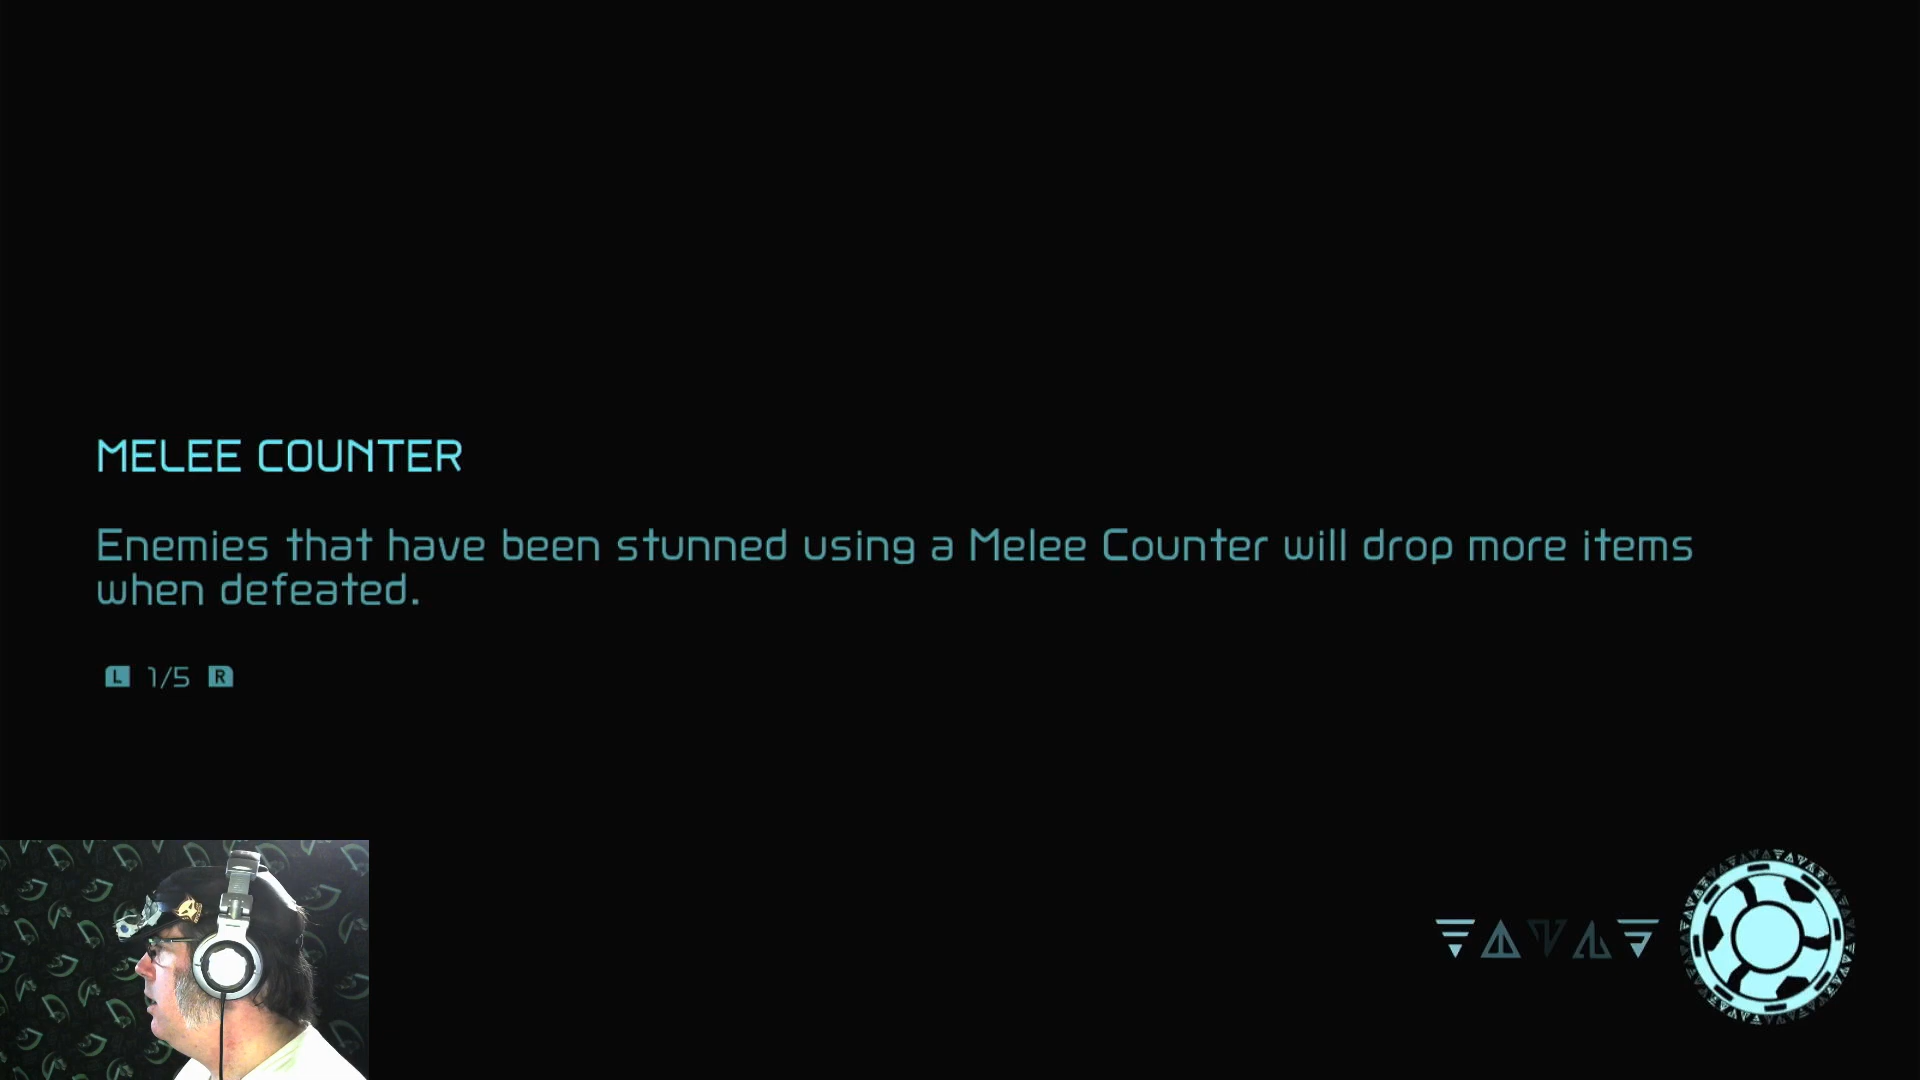 MELEE COUNTER
Enemies that have been stunned using a Melee Counter will drop more items
when defeated.
L 1/5 R